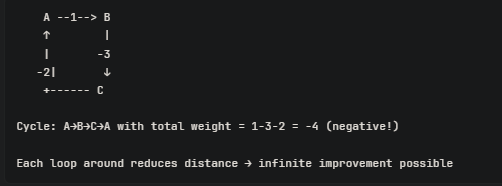 A --1--> B
↑ |
| -3
-2| ↓
+------ C
Cycle: A→B→C→A with total weight = 1-3-2 = -4 (negative!)
Each loop around reduces distance → infinite improvement possible